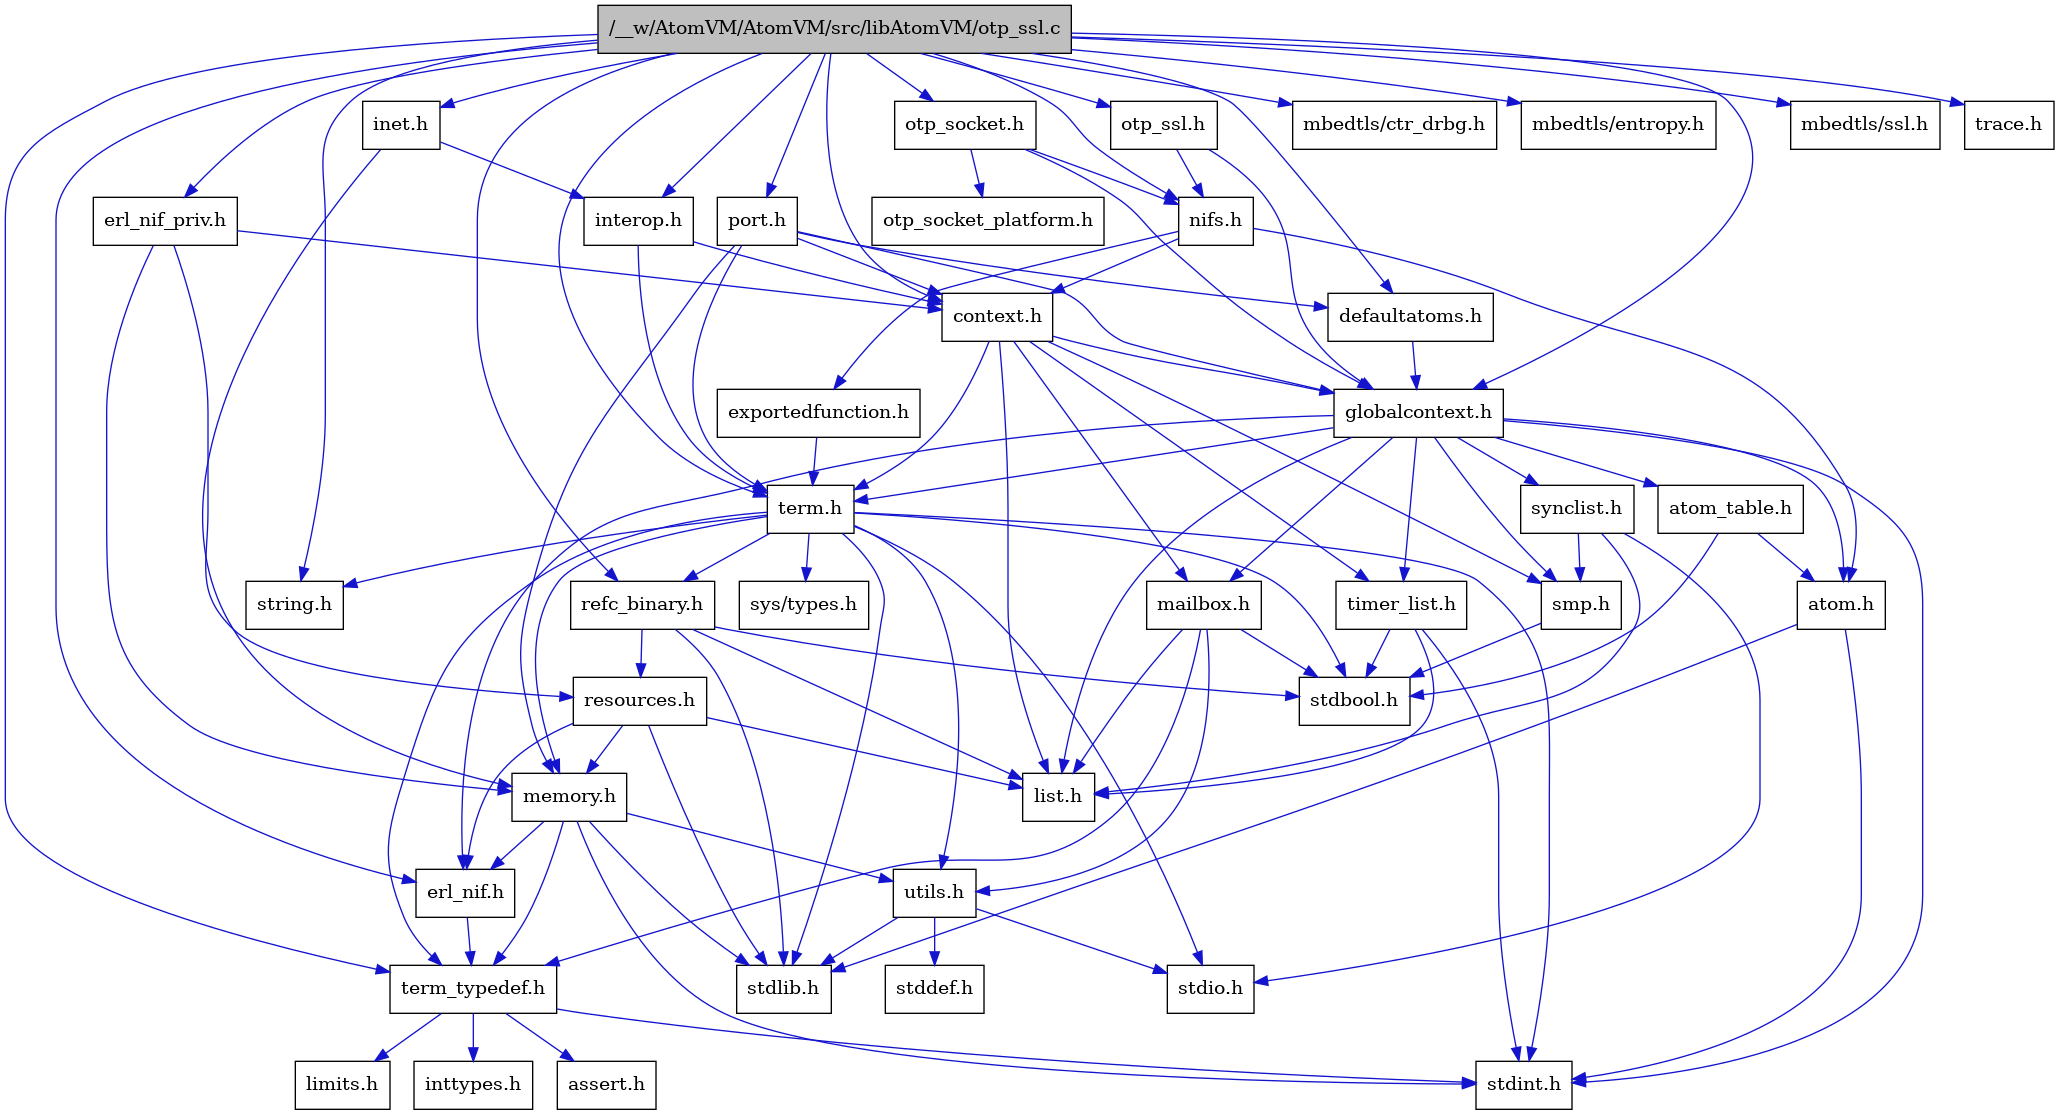 /__w/AtomVM/AtomVM/src/libAtomVM/otp_ssl.c
inet.h
otp_socket.h
otp_ssl.h
mbedtls/ctr_drbg.h
mbedtls/entropy.h
mbedtls/ssl.h
trace.h
erl_nif_priv.h
interop.h
port.h
otp_socket_platform.h
nifs.h
context.h
defaultatoms.h
exportedfunction.h
globalcontext.h
term.h
synclist.h
atom_table.h
string.h
refc_binary.h
sys/types.h
mailbox.h
timer_list.h
smp.h
atom.h
resources.h
stdbool.h
memory.h
list.h
erl_nif.h
utils.h
term_typedef.h
stdlib.h
stddef.h
stdio.h
limits.h
inttypes.h
assert.h
stdint.h